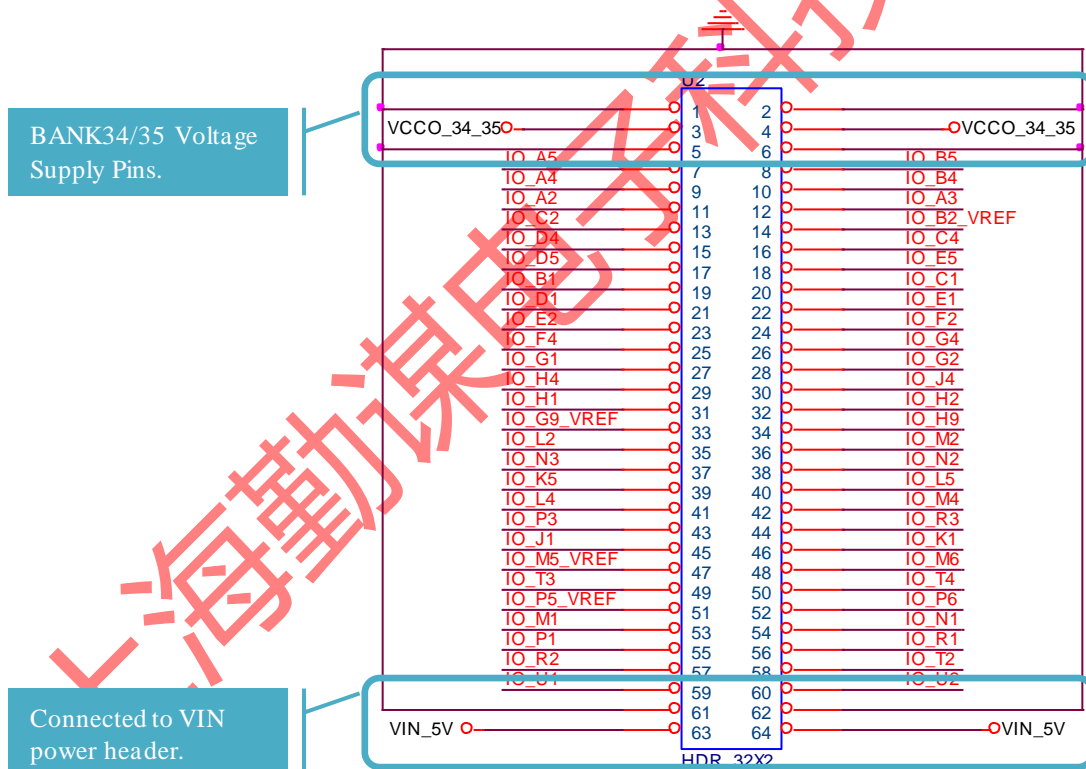 U2
BANK34/35 Voltage
Supply Pins.
1 2
VCCO_34_35 3 4 VCCO_34_35
5 6
IO_A5 7 8 IO_B5
IO_A4 9 10 IO_B4
IO_A2 11 12 IO_A3
IO_C2 13 14 IO_B2_VREF
IO_D4 15 16 IO_C4
IO_D5 17 18 IO_E5
IO_B1 19 20 IO_C1
IO_D1 21 22 IO_E1
IO_E2 23 24 IO_F2
IO_F4 25 26 IO_G4
IO_G1 27 28 IO_G2
IO_H4 29 30 IO_J4
IO_H1 31 32 IO_H2
IO_G9_VREF 33 34 IO_H9
IO_L2 35 36 IO_M2
IO_N3 37 38 IO_N2
IO_K5 39 40 IO_L5
IO_L4 41 42 IO_M4
IO_P3 43 44 IO_R3
IO_J1 45 46 IO_K1
IO_M5_VREF 47 48 IO_M6
IO_T3 49 50 IO_T4
IO_P5_VREF 51 52 IO_P6
IO_M1 53 54 IO_N1
IO_P1 55 56 IO_R1
IO_R2 57 58 IO_T2
IO_U1 59 60 IO_U2
61 62
VIN_5V 63 64 VIN_5V
HDR_32X2
Connected to VIN
power header.
上海勤谋电子科技